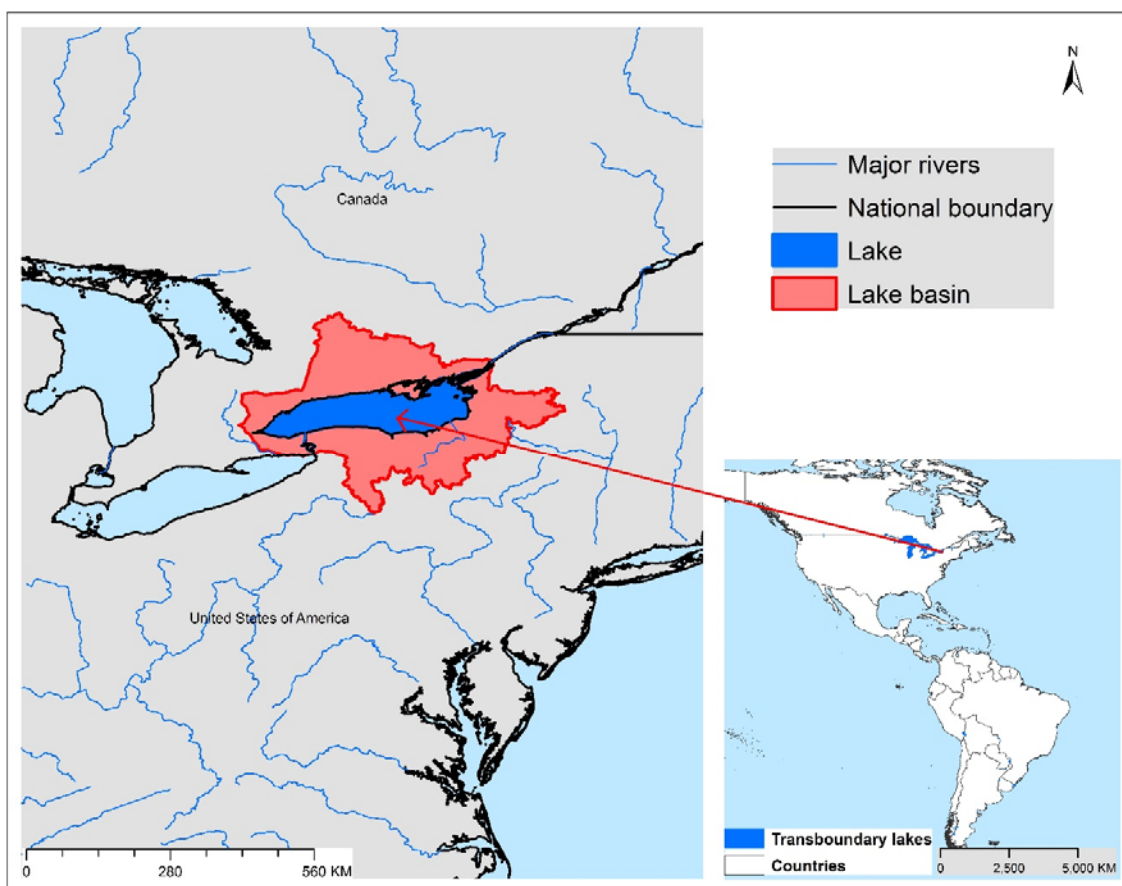 N
Canada
Major rivers
National boundary
Lake
Lake basin
United States of America
0 280 560 KM
Transboundary lakes
Countries
0 2,500 5,000 KM